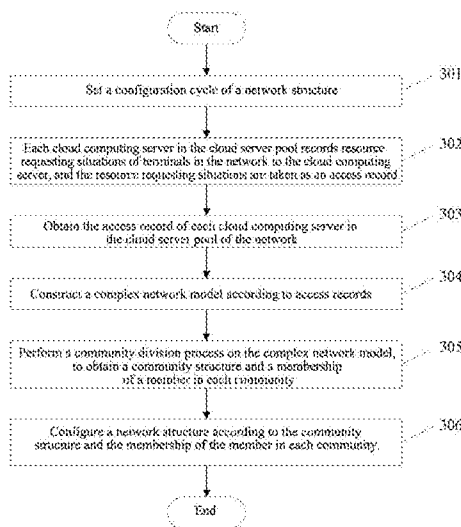 Start
301
Set a configuration cycle of a network structure
302
Each cloud computing server in the cloud server pool records resource
requesting situations of terminals in the network to the cloud computing
server, and the resource requesting situations are taken as an access record
303
Obtain the access record of each cloud computing server in
the cloud server pool of the network
304
Construct a complex network model according to access records
305
Perform a community division process on the complex network model,
to obtain a community structure and a membership
of a member in each community
306
Configure a network structure according to the community
structure and the membership of the member in each community.
End